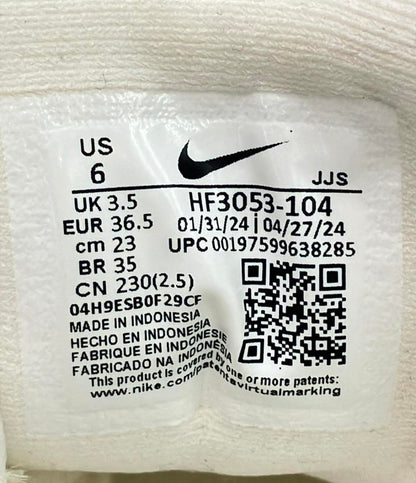 US
6
JJS
UK 3.5
HF3053-104
EUR 36.5
01/31/24 | 04/27/24
cm 23
UPC 00197599638285
BR 35
CN 230(2.5)
04H9ESB0F29CF
MADE IN INDONESIA
HECHO EN INDONESIA
FABRIQUE EN INDONESIE
FABRICADO NA INDONESIA
This product is covered by one or more patents:
www.nike.com/patentsvirtualmarking